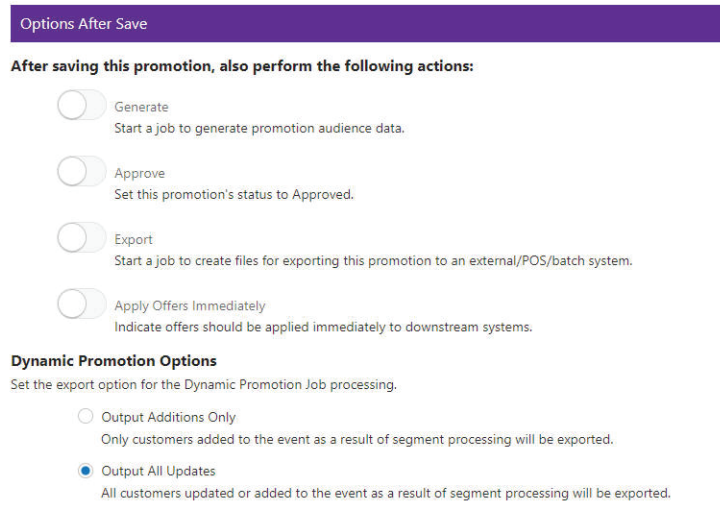 Options After Save
After saving this promotion, also perform the following actions:
Generate
Start a job to generate promotion audience data.
Approve
Set this promotion's status to Approved.
Export
Start a job to create files for exporting this promotion to an external/POS/batch system.
Apply Offers Immediately
Indicate offers should be applied immediately to downstream systems.
Dynamic Promotion Options
Set the export option for the Dynamic Promotion Job processing.
Output Additions Only
Only customers added to the event as a result of segment processing will be exported.
Output All Updates
All customers updated or added to the event as a result of segment processing will be exported.